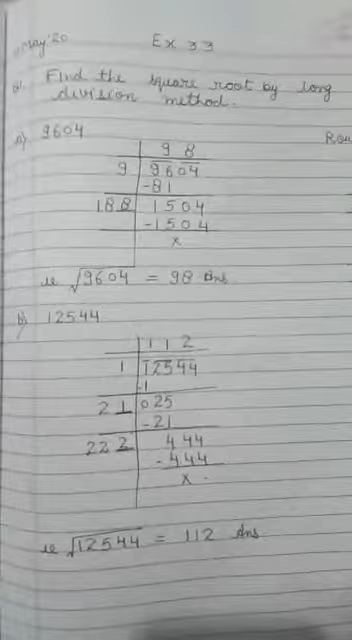 May '20
Ex 33
Find the square root by long
division method.
a) 9604
9 8
9 9604
-81
188 1504
-1504
x
ie √9604 = 98 Ans
b) 12544
1 1 2
1 12544
-1
21 025
-21
222 444
-444
x
ie √12544 = 112 Ans